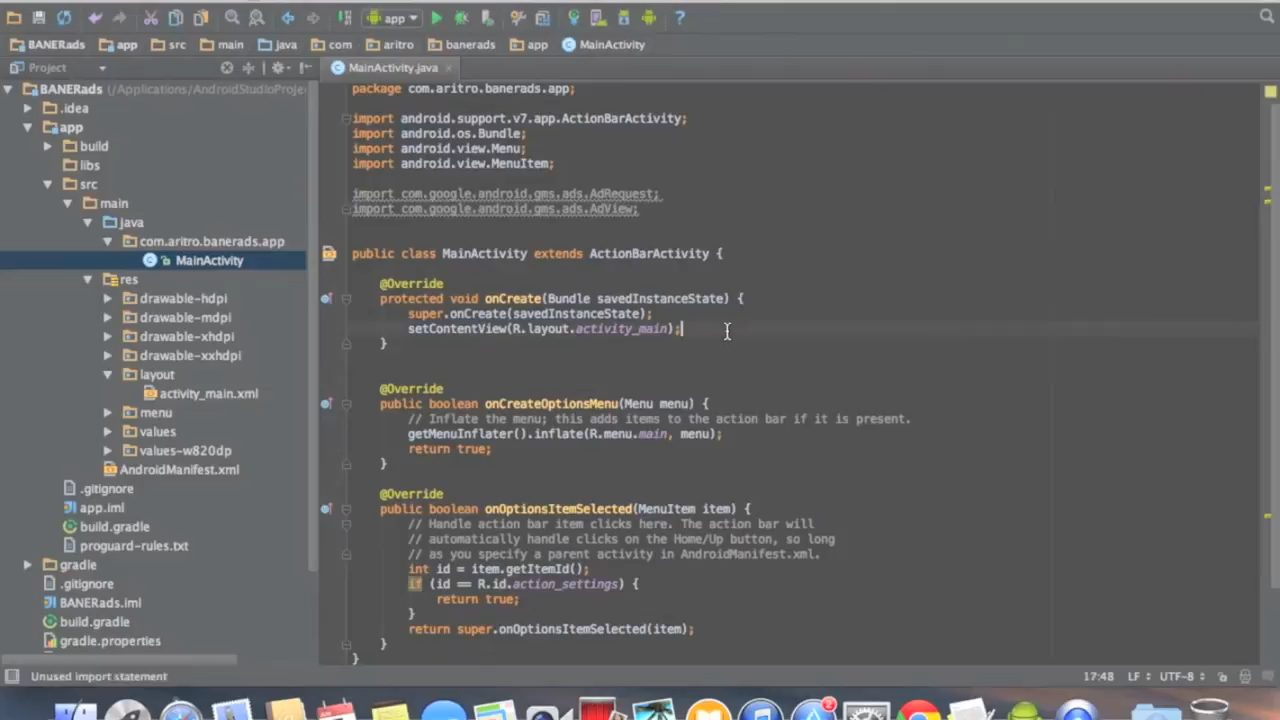 app
BANERads app src main java com aritro banerads app MainActivity
Project
MainActivity.java
BANERads (/Applications/AndroidStudioProje
.idea
app
build
libs
src
main
java
com.aritro.banerads.app
MainActivity
res
drawable-hdpi
drawable-mdpi
drawable-xhdpi
drawable-xxhdpi
layout
activity_main.xml
menu
values
values-w820dp
AndroidManifest.xml
.gitignore
app.iml
build.gradle
proguard-rules.txt
gradle
.gitignore
BANERads.iml
build.gradle
gradle.properties
package com.aritro.banerads.app;
import android.support.v7.app.ActionBarActivity;
import android.os.Bundle;
import android.view.Menu;
import android.view.MenuItem;
import com.google.android.gms.ads.AdRequest;
import com.google.android.gms.ads.AdView;
public class MainActivity extends ActionBarActivity {
@Override
protected void onCreate(Bundle savedInstanceState) {
super.onCreate(savedInstanceState);
setContentView(R.layout.activity_main);
}
@Override
public boolean onCreateOptionsMenu(Menu menu) {
// Inflate the menu; this adds items to the action bar if it is present.
getMenuInflater().inflate(R.menu.main, menu);
return true;
}
@Override
public boolean onOptionsItemSelected(MenuItem item) {
// Handle action bar item clicks here. The action bar will
// automatically handle clicks on the Home/Up button, so long
// as you specify a parent activity in AndroidManifest.xml.
int id = item.getItemId();
if (id == R.id.action_settings) {
return true;
}
return super.onOptionsItemSelected(item);
}
}
Unused import statement
17:48 LF UTF-8
2